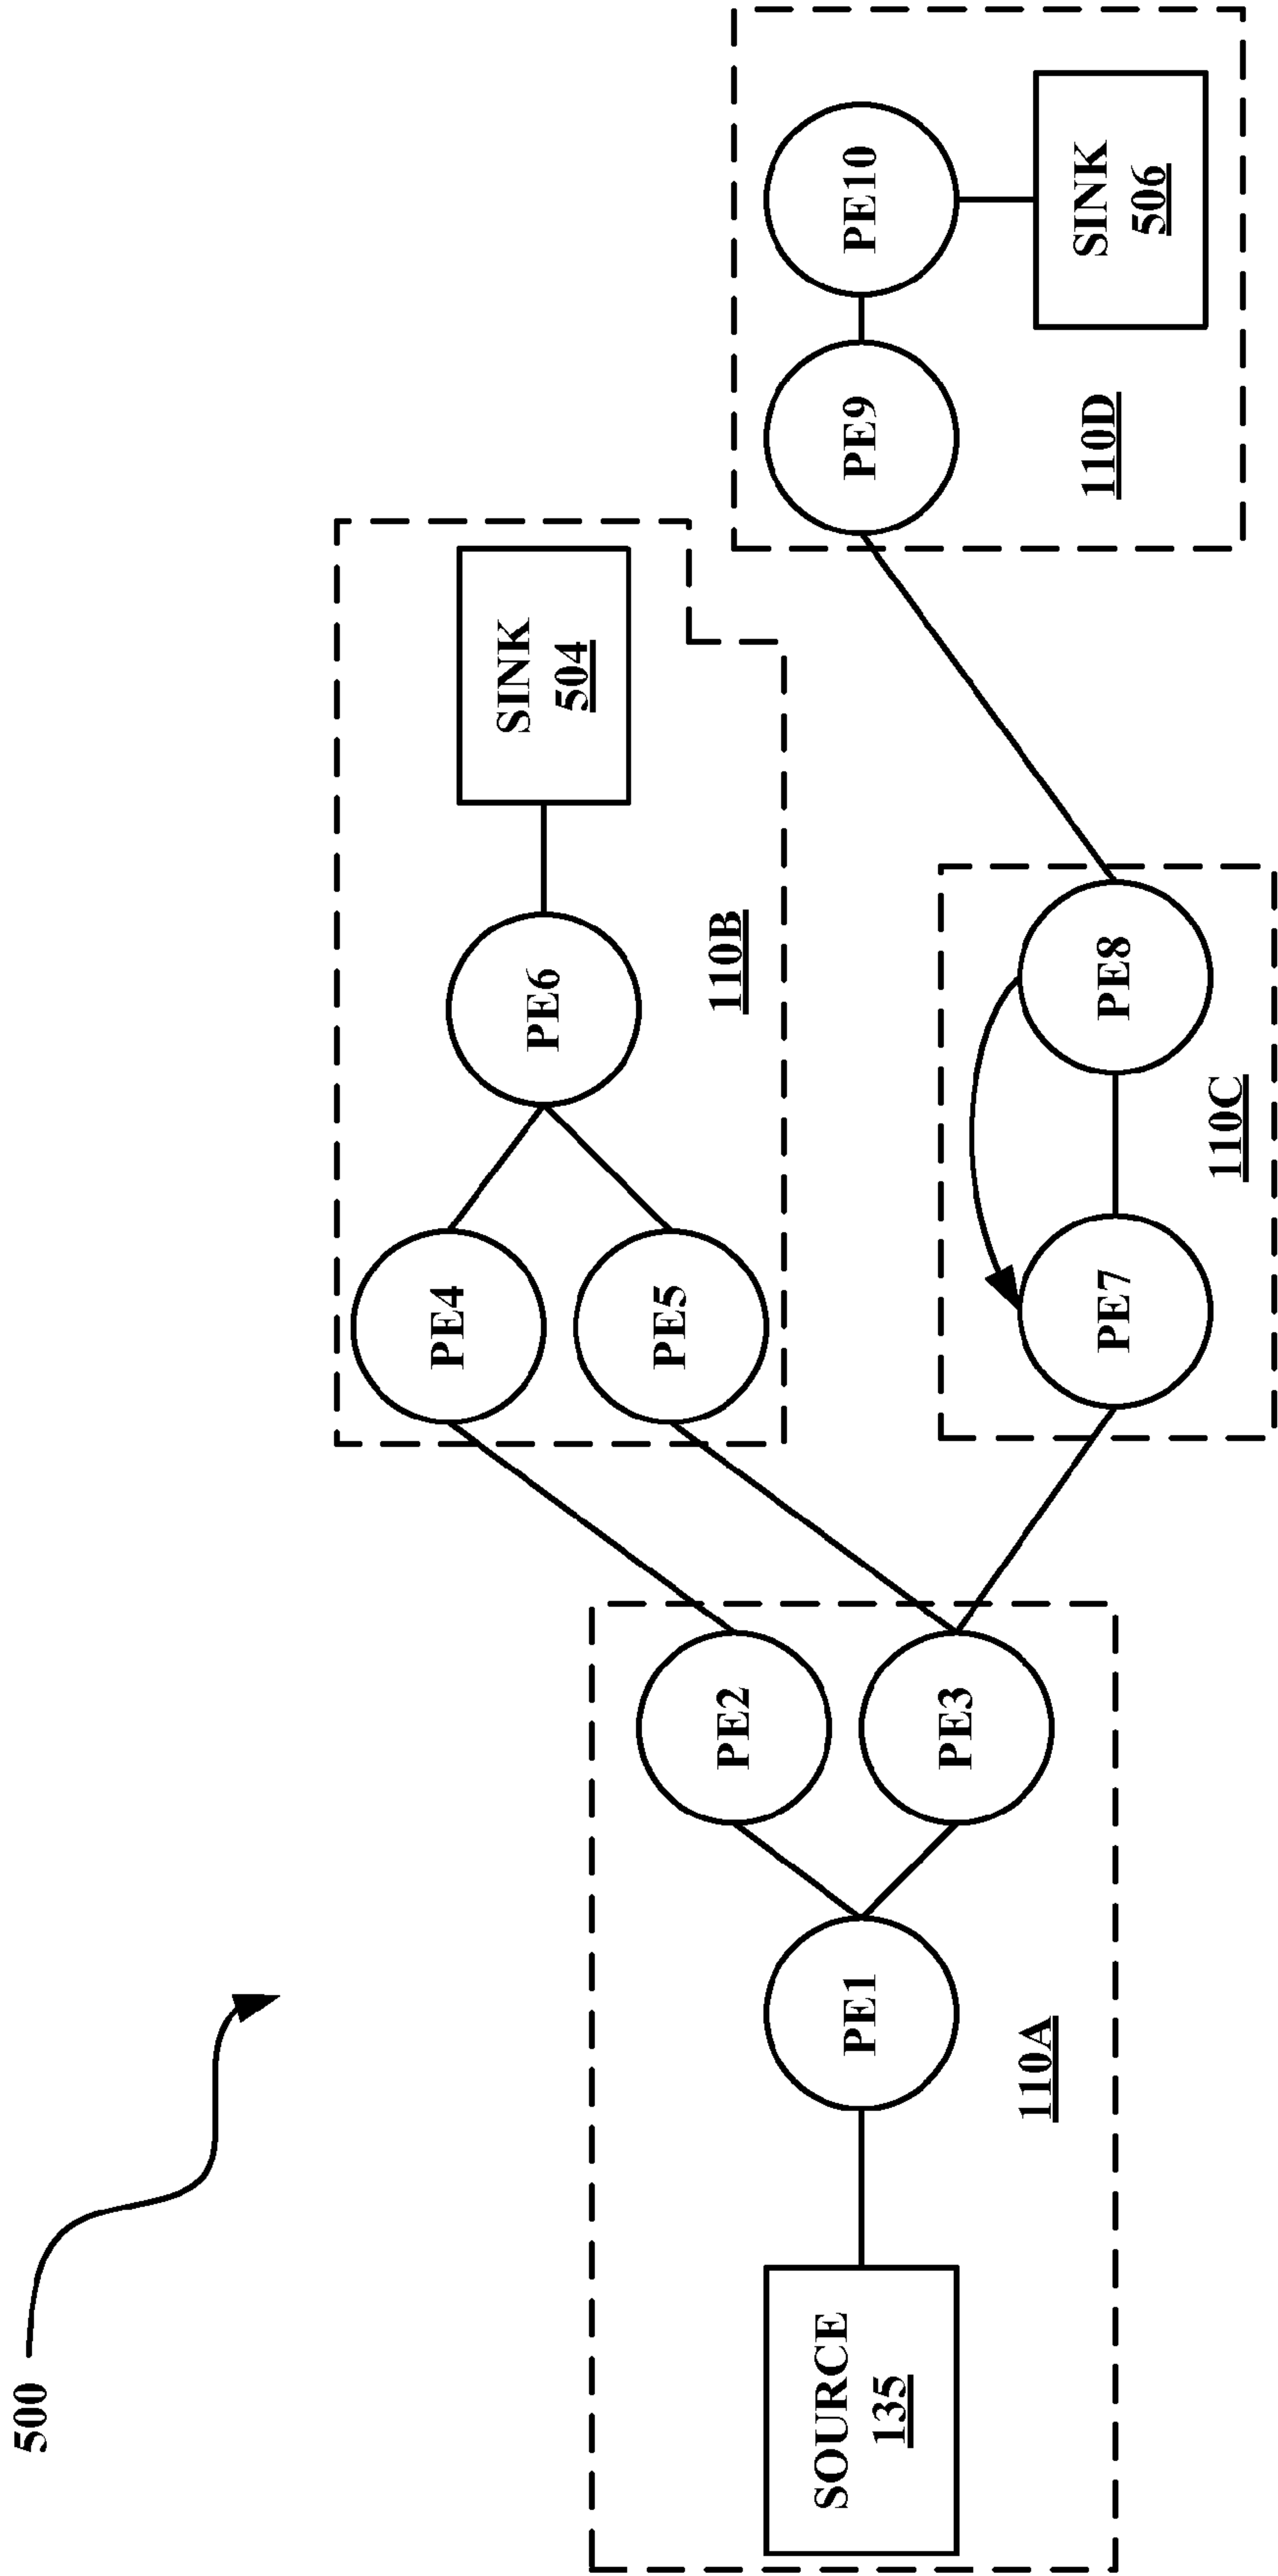 500
SOURCE
135
PE1
110A
PE2
PE3
PE4
PE5
PE6
SINK
504
110B
PE7
PE8
110C
PE9
PE10
SINK
506
110D